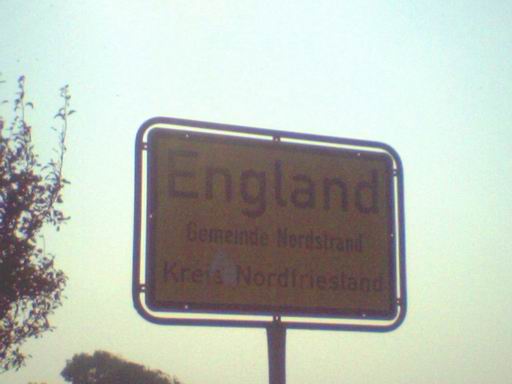 England
Gemeinde Nordstrand
Kreis Nordfriesland